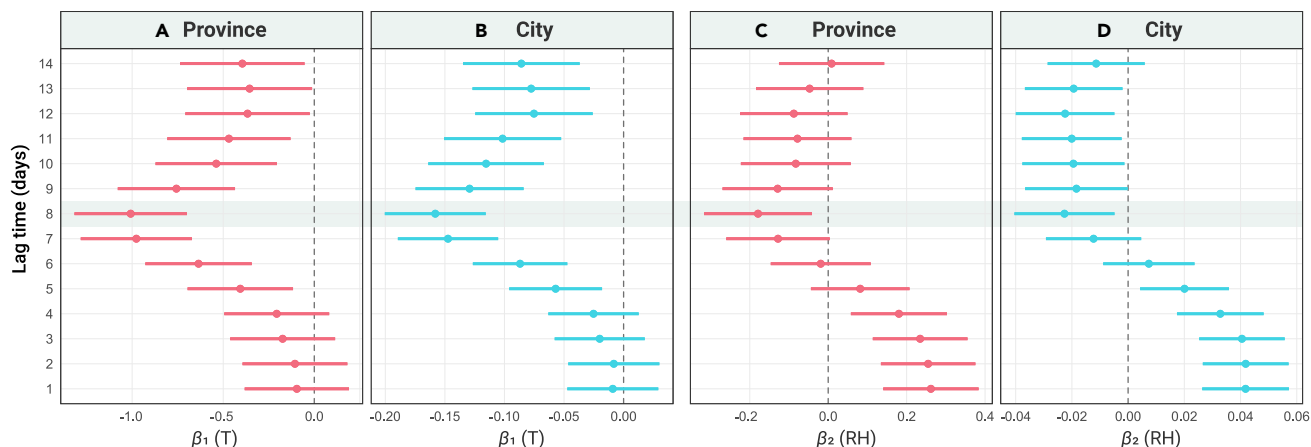 A Province
B City
C Province
D City
Lag time (days)
14
13
12
11
10
9
8
7
6
5
4
3
2
1
-1.0 -0.5 0.0
-0.20 -0.15 -0.10 -0.05 0.00
-0.2 0.0 0.2 0.4
-0.04 -0.02 0.00 0.02 0.04 0.06
β₁ (T)
β₁ (T)
β₂ (RH)
β₂ (RH)